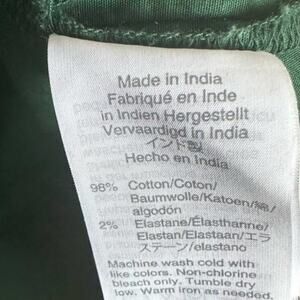 Made in India
Fabriqué en Inde
in Indien Hergestellt
Vervaardigd in India
インド製
Hecho en India
98% Cotton/Coton/
Baumwolle/Katoen/綿/
algodón
2% Elastane/Élasthanne/
Elastan/Elastaan/エラ
ステーン/elastano
Machine wash cold with
like colors. Non-chlorine
bleach only. Tumble dry
low. Warm iron as needed.